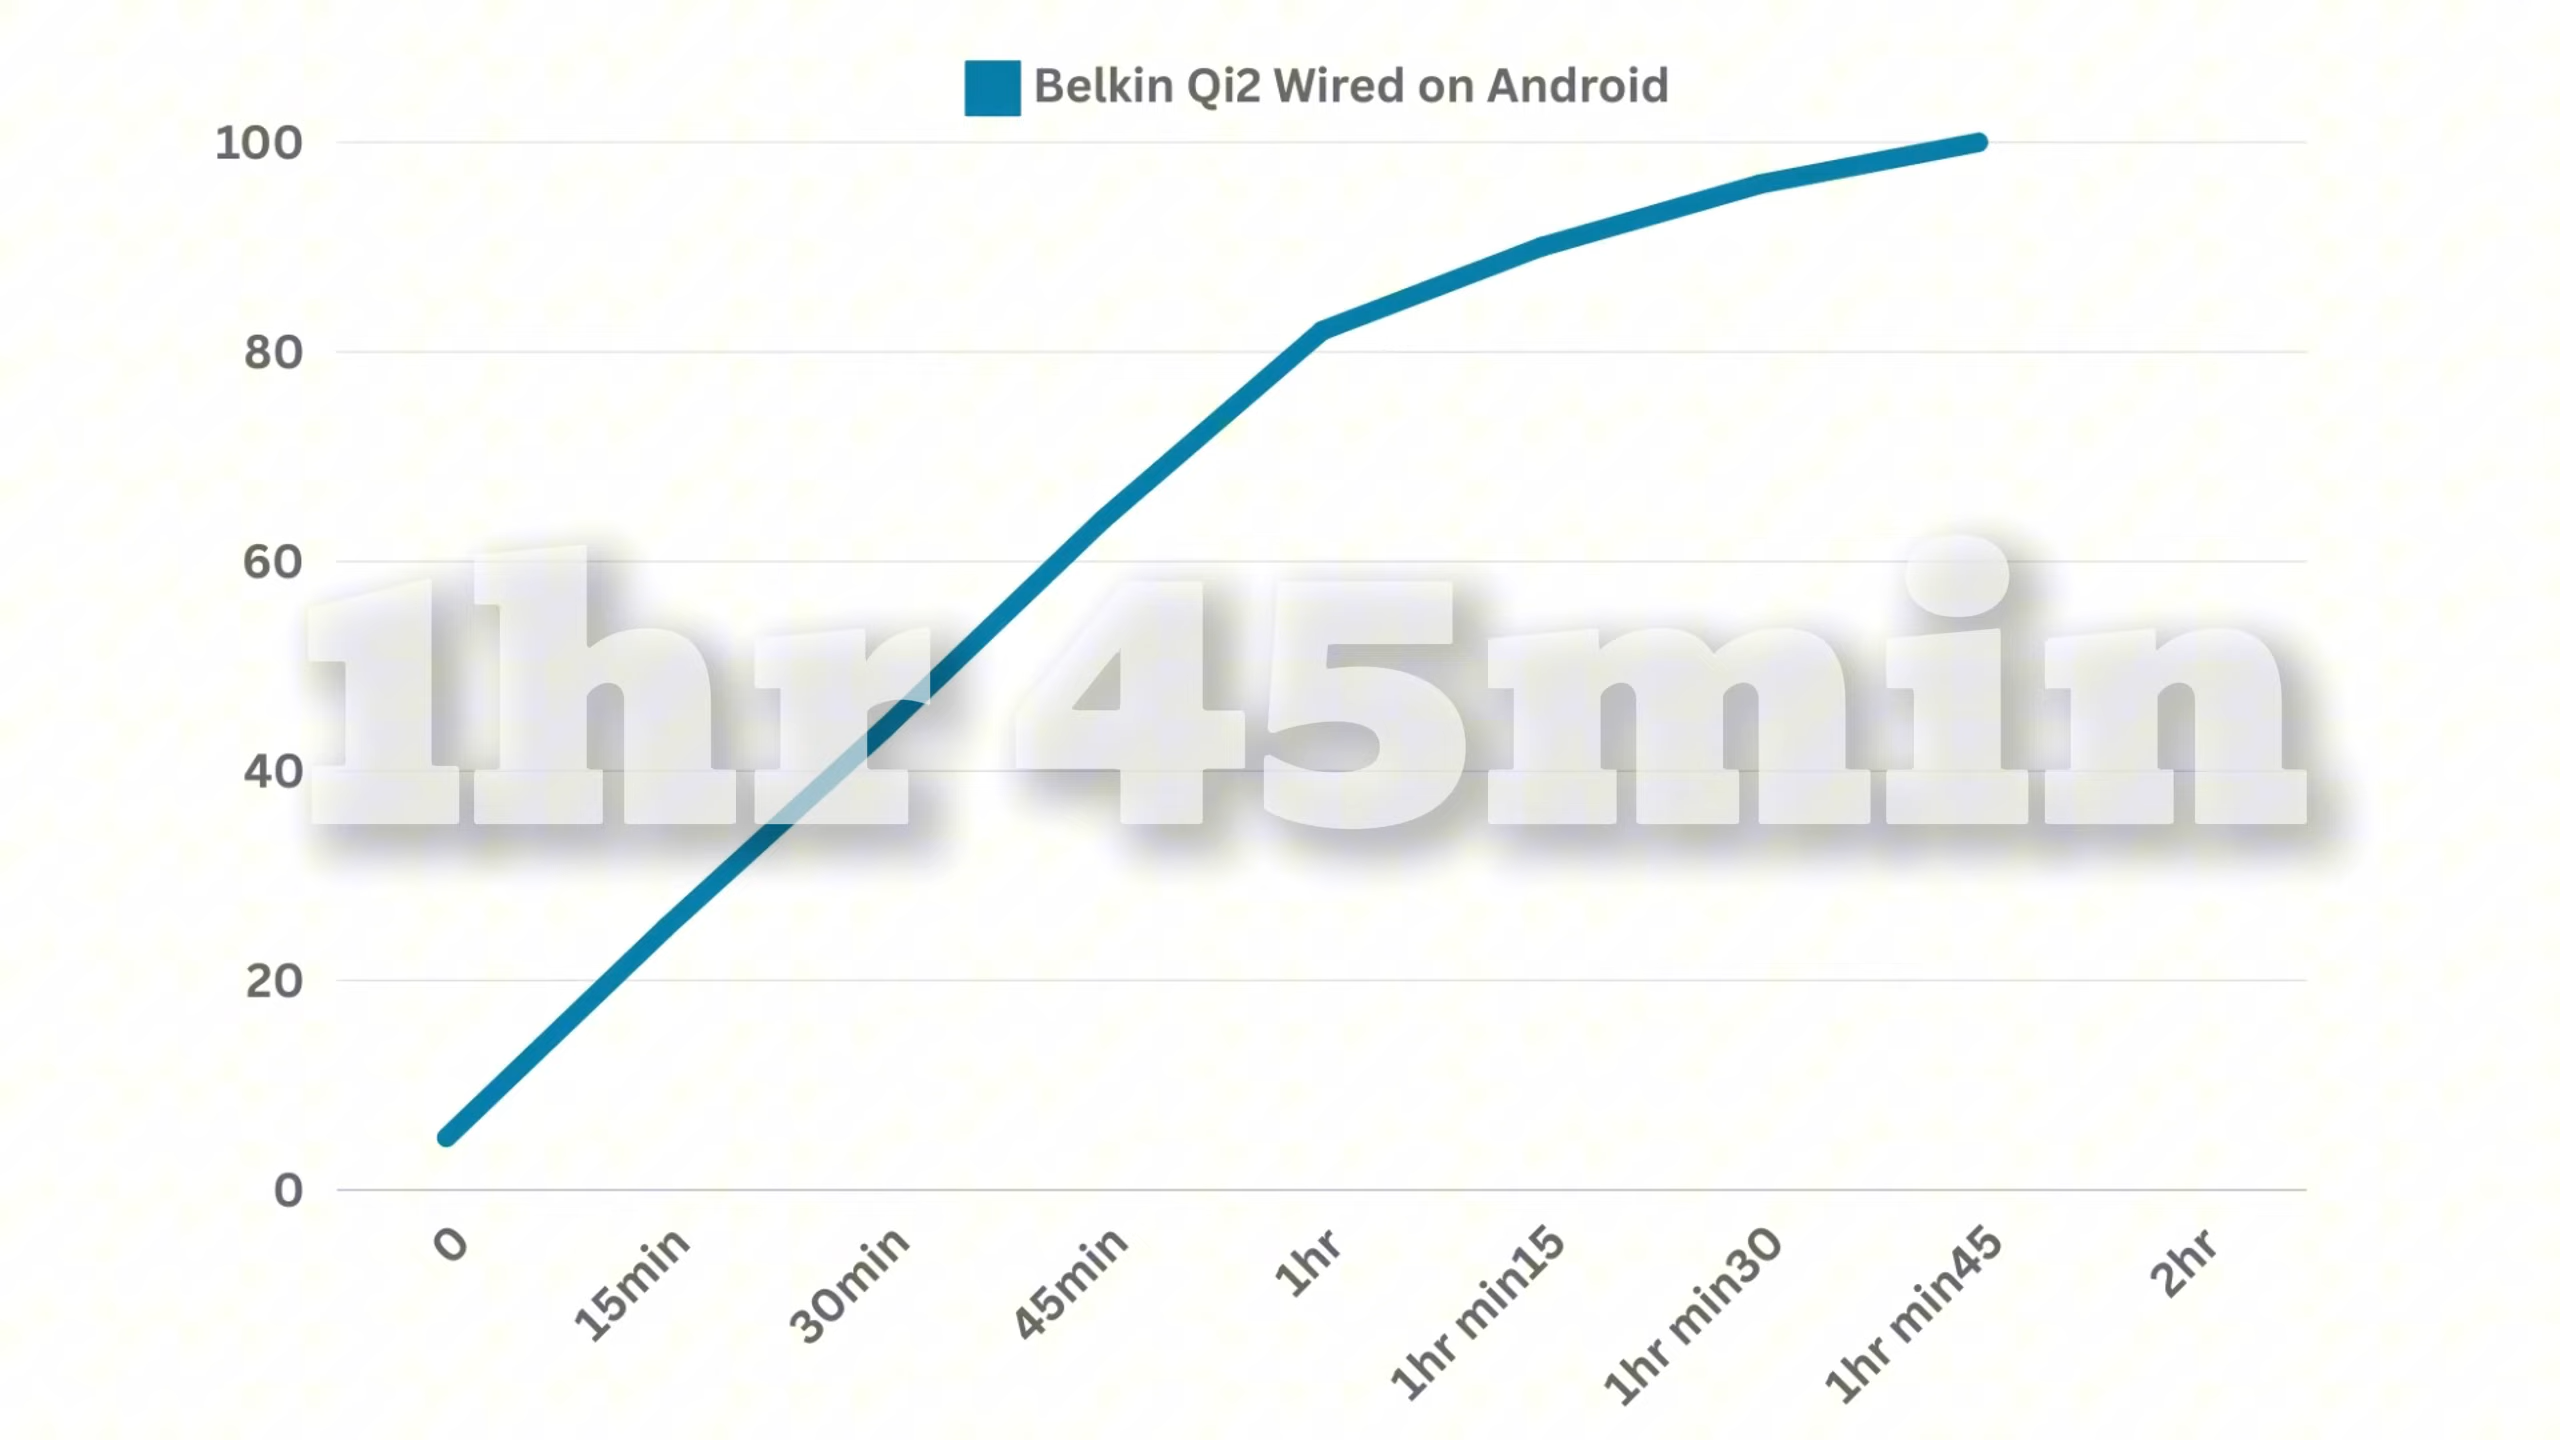 Belkin Qi2 Wired on Android
100
80
60
40
20
0
1hr 45min
0
15min
30min
45min
1hr
1hr min15
1hr min30
1hr min45
2hr